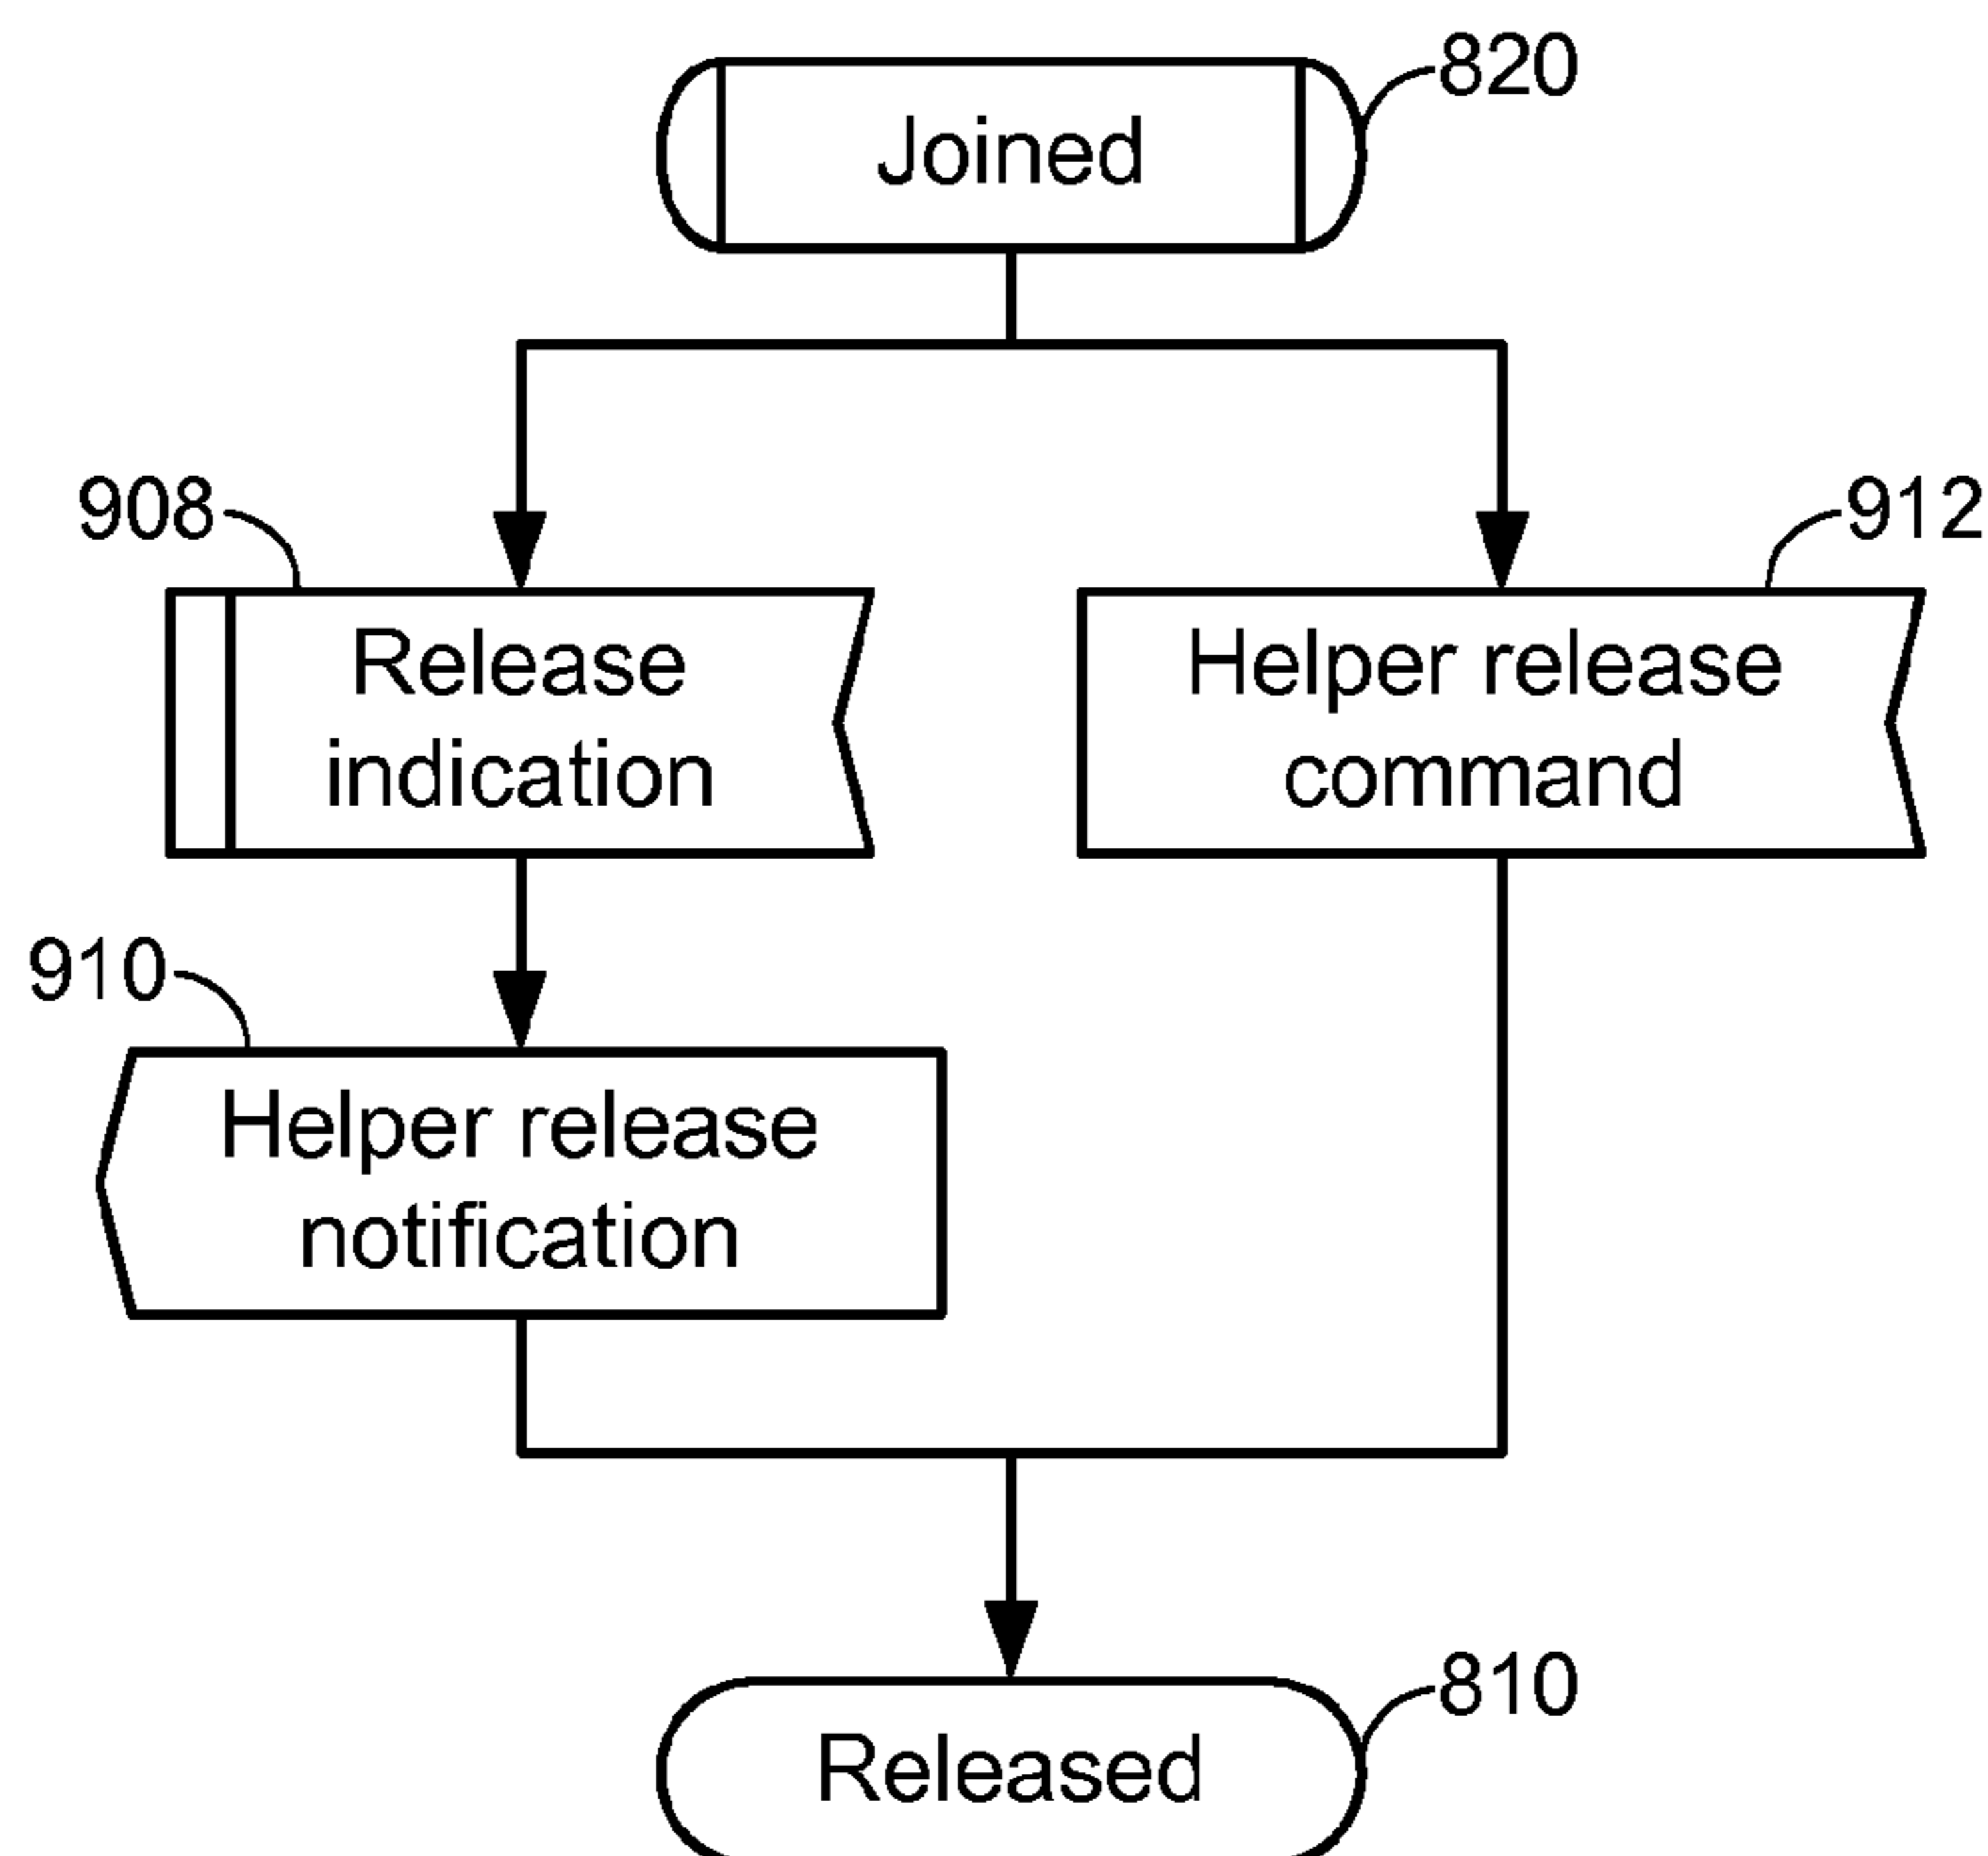 820
Joined
908
912
Release
indication
Helper release
command
910
Helper release
notification
810
Released